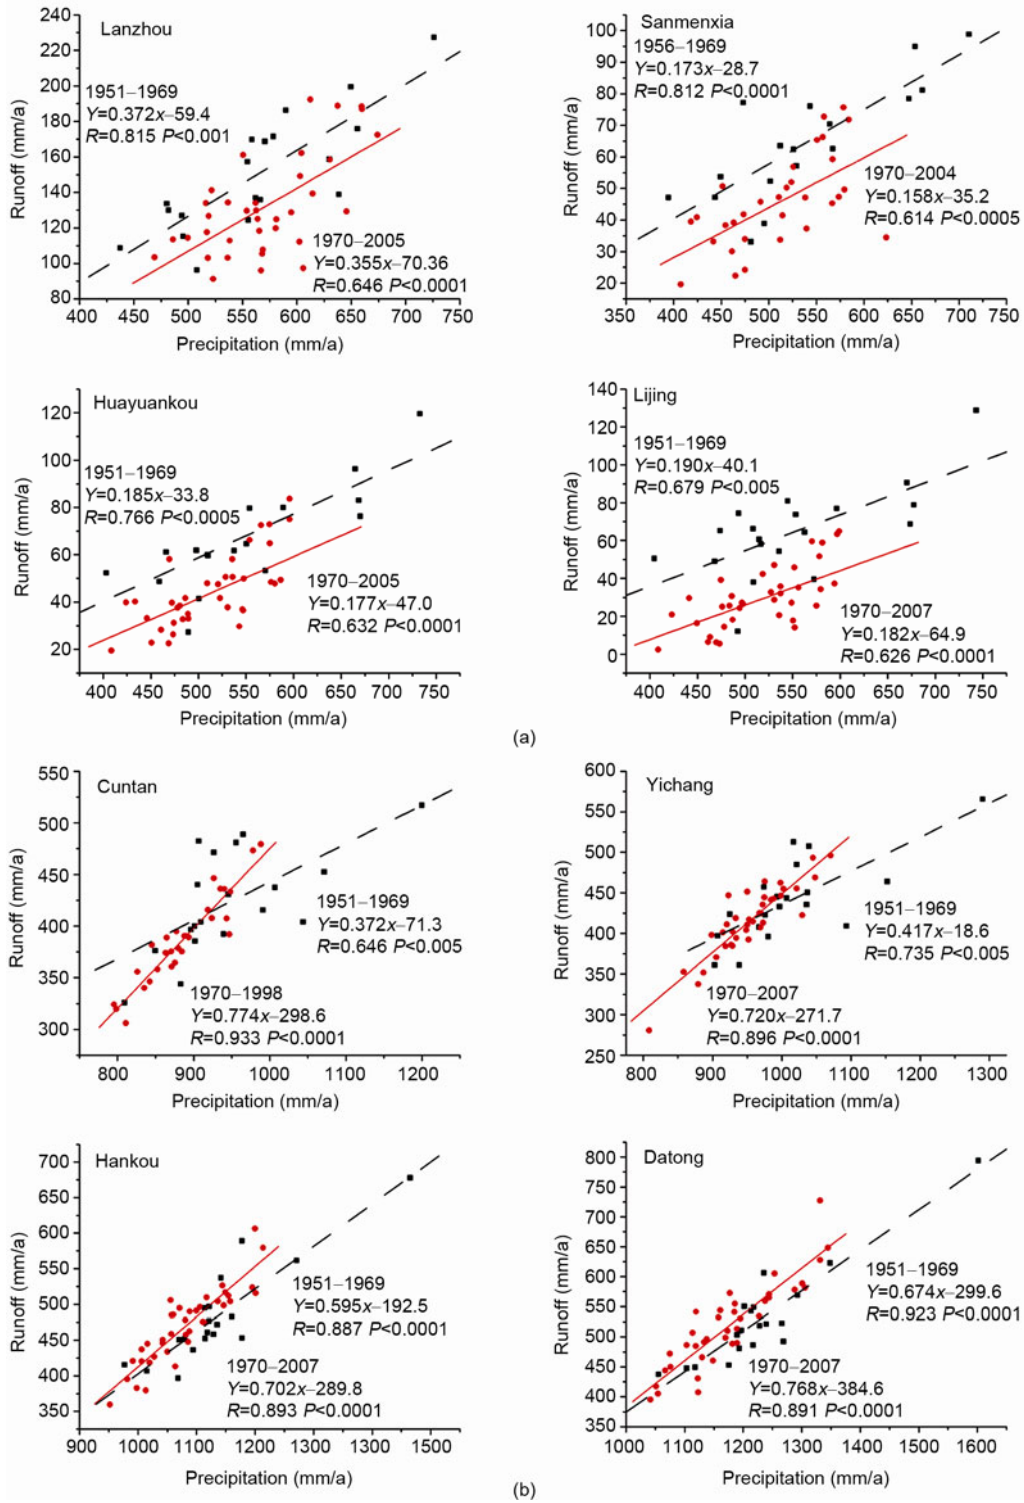 Lanzhou
1951–1969
Y=0.372x–59.4
R=0.815 P<0.001
1970–2005
Y=0.355x–70.36
R=0.646 P<0.0001
Runoff (mm/a)
240
220
200
180
160
140
120
100
80
400 450 500 550 600 650 700 750
Precipitation (mm/a)
Sanmenxia
1956–1969
Y=0.173x–28.7
R=0.812 P<0.0001
1970–2004
Y=0.158x–35.2
R=0.614 P<0.0005
Runoff (mm/a)
100
90
80
70
60
50
40
30
20
350 400 450 500 550 600 650 700 750
Precipitation (mm/a)
Huayuankou
1951–1969
Y=0.185x–33.8
R=0.766 P<0.0005
1970–2005
Y=0.177x–47.0
R=0.632 P<0.0001
Runoff (mm/a)
120
100
80
60
40
20
400 450 500 550 600 650 700 750
Precipitation (mm/a)
Lijing
1951–1969
Y=0.190x–40.1
R=0.679 P<0.005
1970–2007
Y=0.182x–64.9
R=0.626 P<0.0001
Runoff (mm/a)
140
120
100
80
60
40
20
0
400 450 500 550 600 650 700 750
Precipitation (mm/a)
(a)
Cuntan
1951–1969
Y=0.372x–71.3
R=0.646 P<0.005
1970–1998
Y=0.774x–298.6
R=0.933 P<0.0001
Runoff (mm/a)
550
500
450
400
350
300
800 900 1000 1100 1200
Precipitation (mm/a)
Yichang
1951–1969
Y=0.417x–18.6
R=0.735 P<0.005
1970–2007
Y=0.720x–271.7
R=0.896 P<0.0001
Runoff (mm/a)
600
550
500
450
400
350
300
250
800 900 1000 1100 1200 1300
Precipitation (mm/a)
Hankou
1951–1969
Y=0.595x–192.5
R=0.887 P<0.0001
1970–2007
Y=0.702x–289.8
R=0.893 P<0.0001
Runoff (mm/a)
700
650
600
550
500
450
400
350
900 1000 1100 1200 1300 1400 1500
Precipitation (mm/a)
Datong
1951–1969
Y=0.674x–299.6
R=0.923 P<0.0001
1970–2007
Y=0.768x–384.6
R=0.891 P<0.0001
Runoff (mm/a)
800
750
700
650
600
550
500
450
400
350
1000 1100 1200 1300 1400 1500 1600
Precipitation (mm/a)
(b)